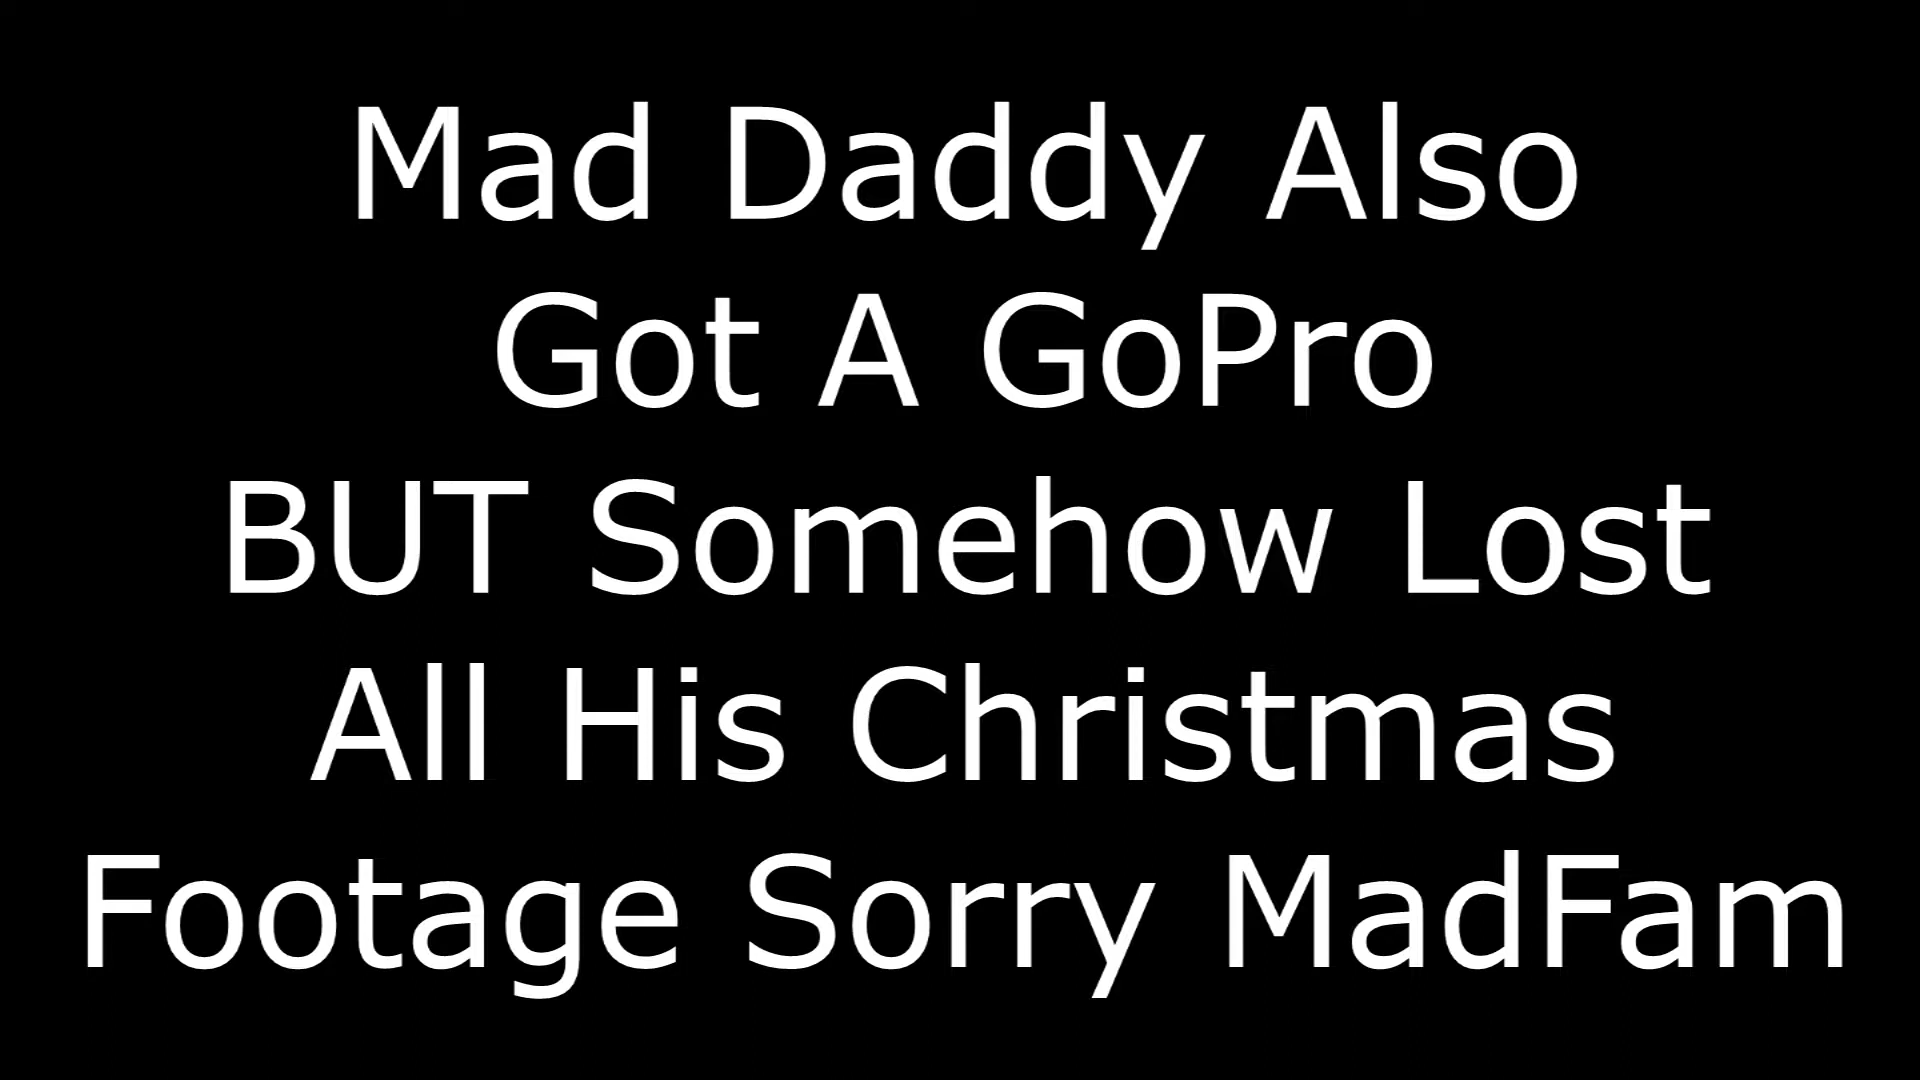 Mad Daddy Also
Got A GoPro
BUT Somehow Lost
All His Christmas
Footage Sorry MadFam